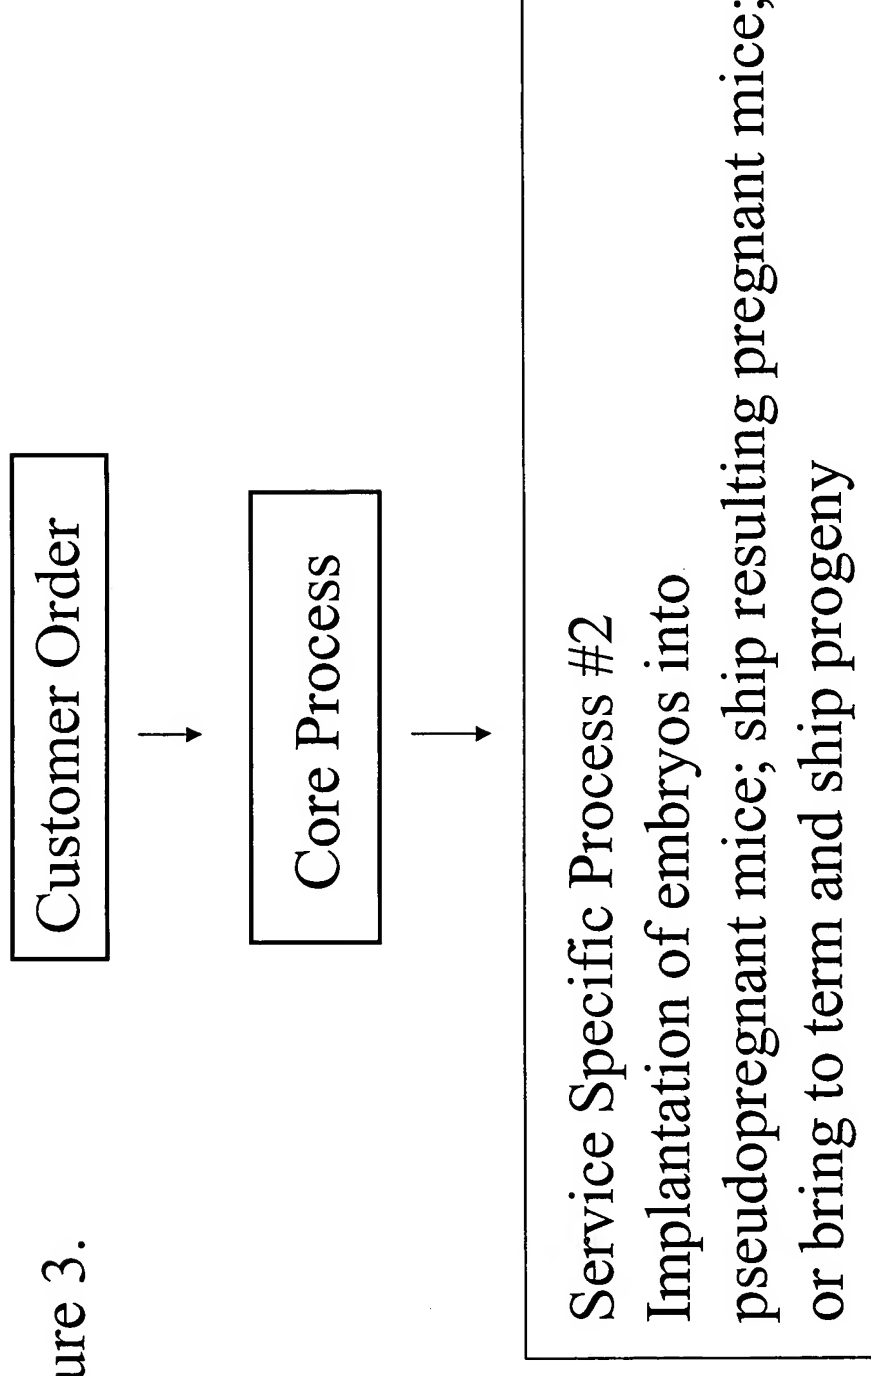 ure 3.
Customer Order
Core Process
Service Specific Process #2
Implantation of embryos into
pseudopregnant mice; ship resulting pregnant mice;
or bring to term and ship progeny